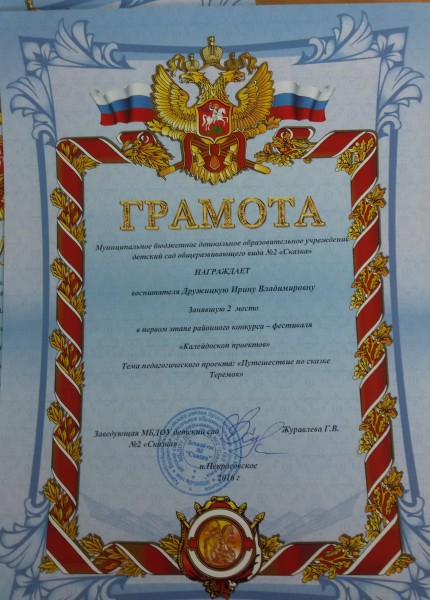 ГРАМОТА
Муниципальное бюджетное дошкольное образовательное учреждение
детский сад общеразвивающего вида №2 «Сказка»
НАГРАЖДАЕТ
воспитателя Дружицкую Ирину Владимировну
Занявшую 2 место
в первом этапе районного конкурса – фестиваля
«Калейдоскоп проектов»
Тема педагогического проекта: «Путешествие по сказке
Теремок»
Заведующая МБДОУ детский сад Журавлева Г.В.
№2 «Сказка»
п.Некрасовское
2016 г